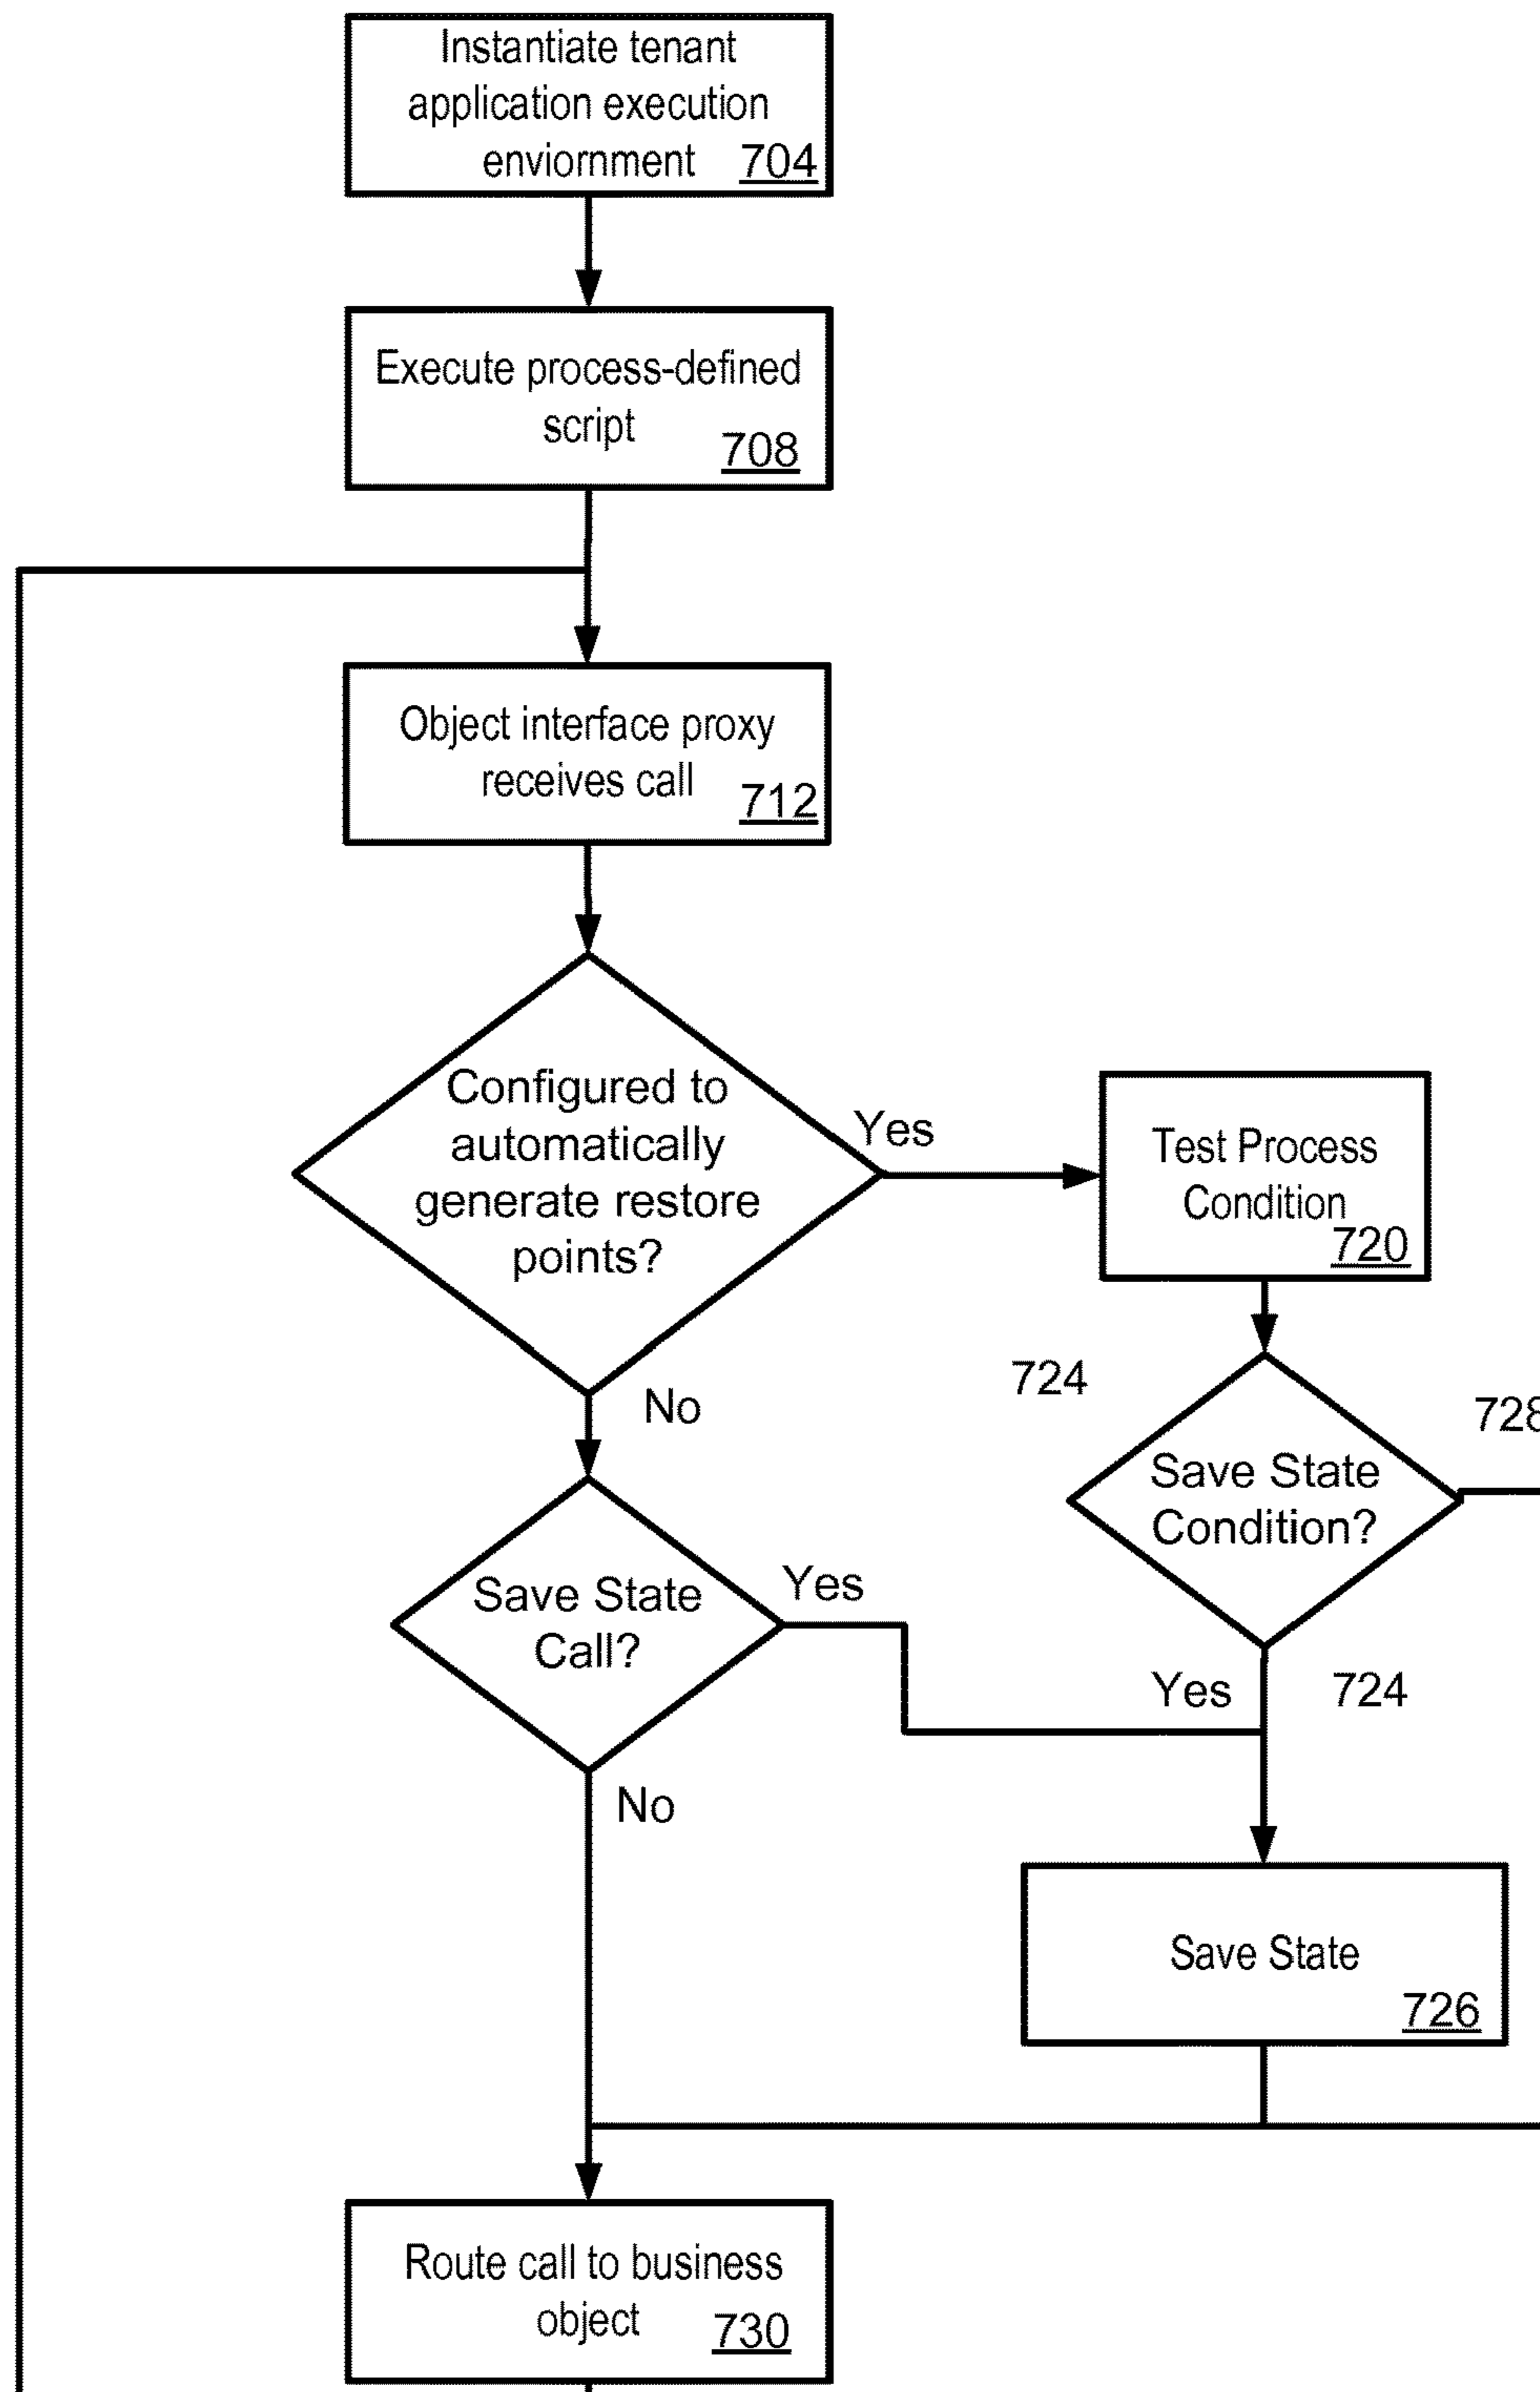 Instantiate tenant
application execution
enviornment 704
Execute process-defined
script
708
Object interface proxy
receives call
712
Configured to
automatically
generate restore
points?
Yes
Test Process
Condition
720
No
724
728
Save State
Condition?
Save State
Call?
Yes
Yes
724
No
Save State
726
Route call to business
object
730